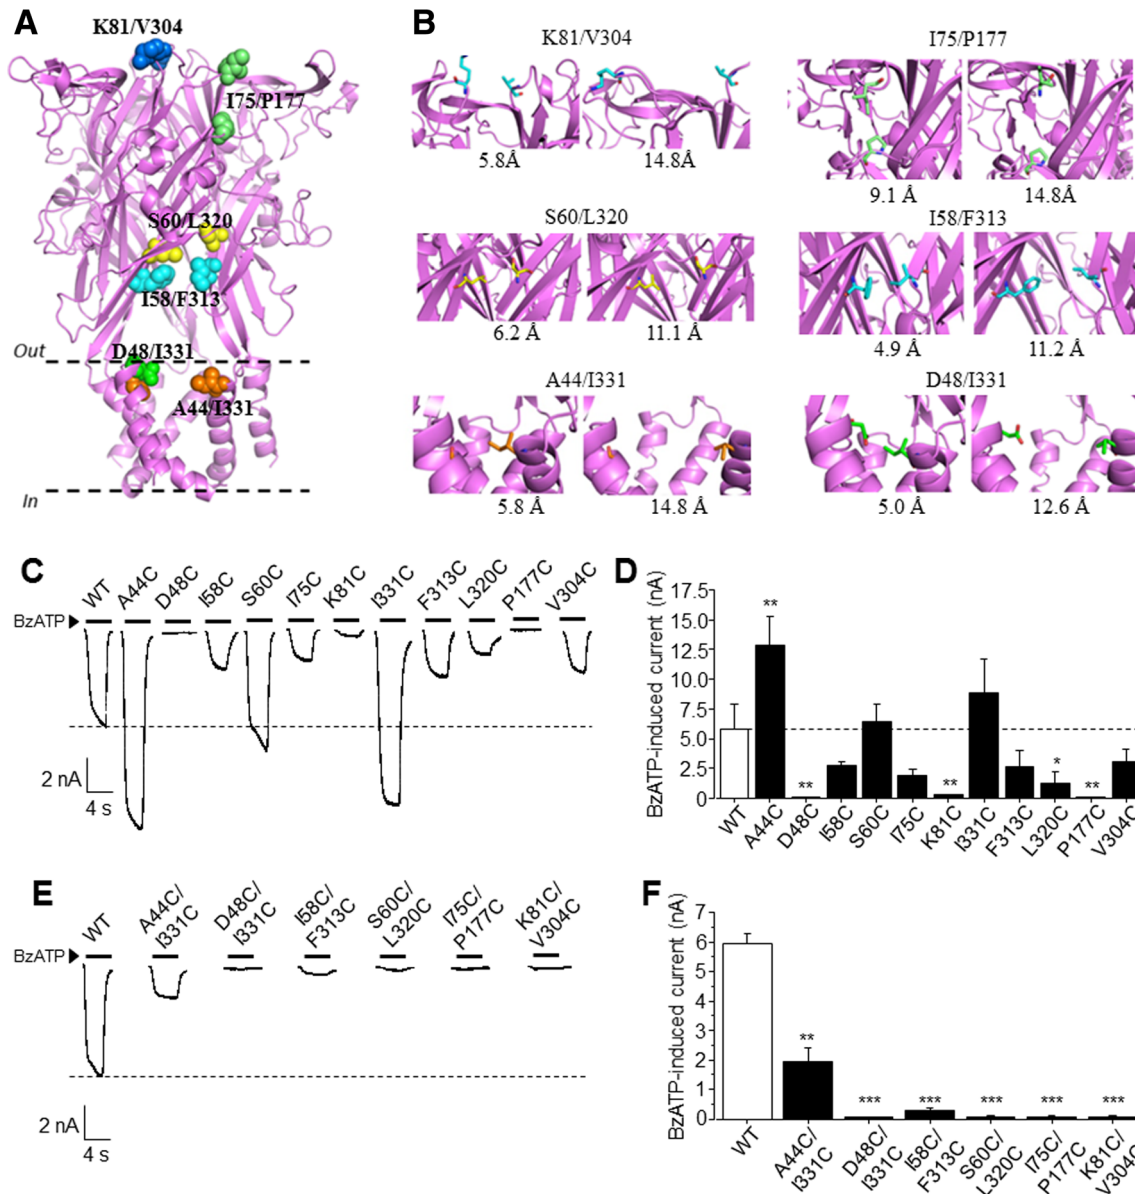 A
K81/V304
I75/P177
S60/L320
I58/F313
Out
D48/I331
A44/I331
In
B
K81/V304
5.8Å
14.8Å
I75/P177
9.1 Å
14.8Å
S60/L320
6.2 Å
11.1 Å
I58/F313
4.9 Å
11.2 Å
A44/I331
5.8 Å
14.8 Å
D48/I331
5.0 Å
12.6 Å
C
WT
A44C
D48C
I58C
S60C
I75C
K81C
I331C
F313C
L320C
P177C
V304C
BzATP
2 nA
4 s
D
BzATP-induced current (nA)
17.5
15.0
12.5
10.0
7.5
5.0
2.5
0
**
**
**
*
**
WT
A44C
D48C
I58C
S60C
I75C
K81C
I331C
F313C
L320C
P177C
V304C
E
WT
A44C/
I331C
D48C/
I331C
I58C/
F313C
S60C/
L320C
I75C/
P177C
K81C/
V304C
BzATP
2 nA
4 s
F
BzATP-induced current (nA)
7
6
5
4
3
2
1
0
**
***
***
***
***
***
WT
A44C/
I331C
D48C/
I331C
I58C/
F313C
S60C/
L320C
I75C/
P177C
K81C/
V304C